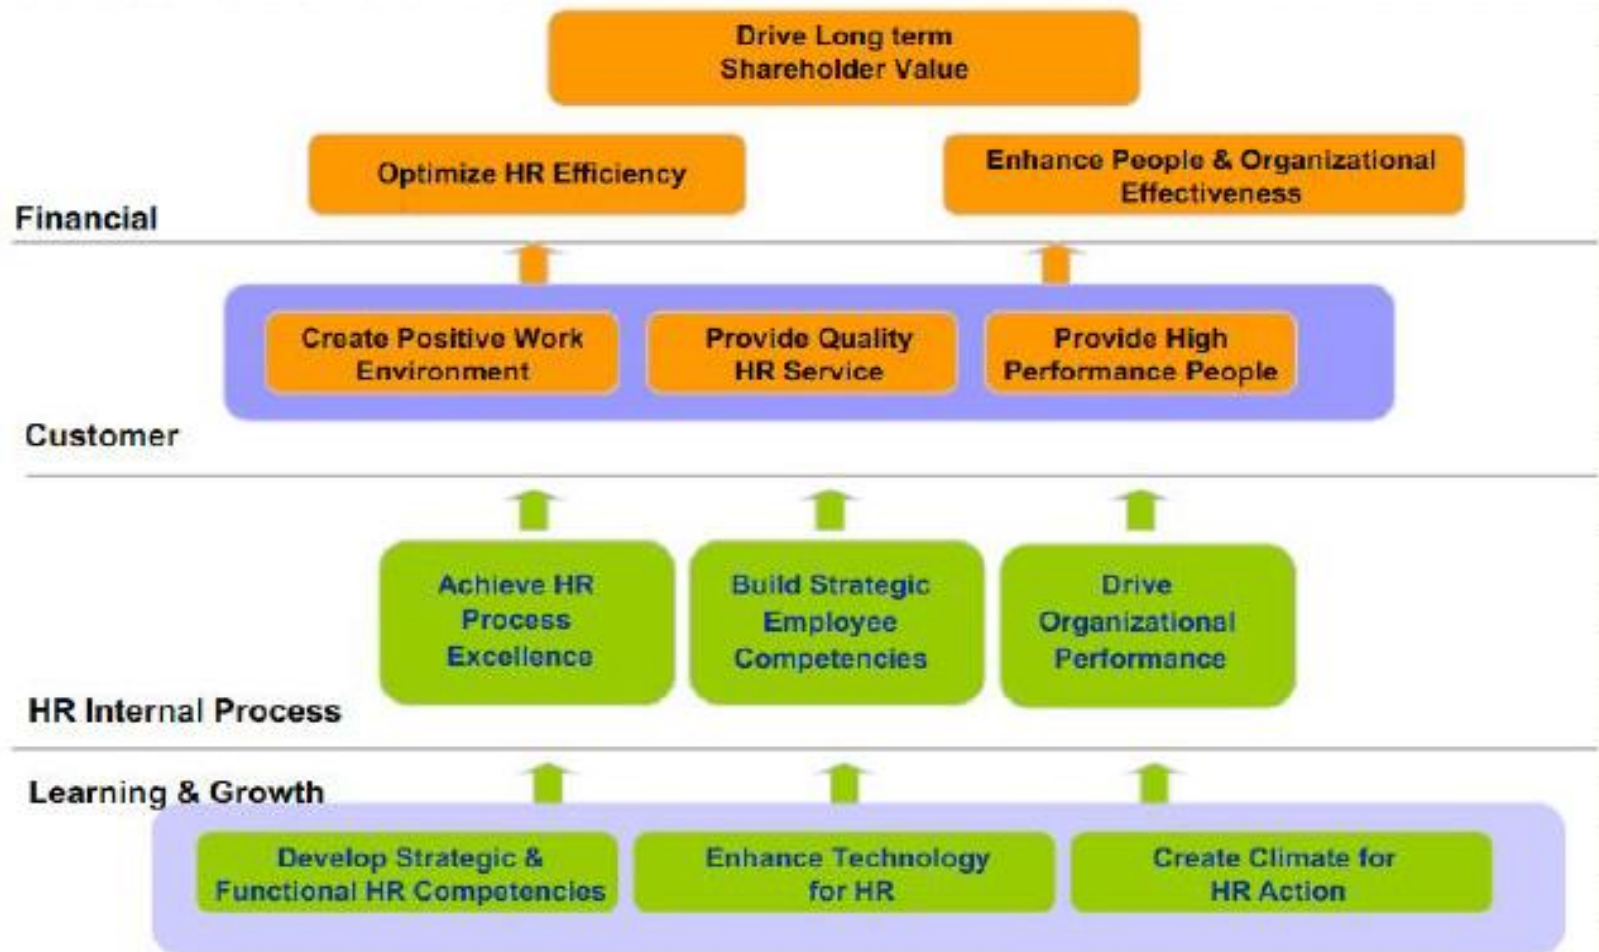 Drive Long term
Shareholder Value
Optimize HR Efficiency
Enhance People & Organizational
Effectiveness
Financial
Create Positive Work
Environment
Provide Quality
HR Service
Provide High
Performance People
Customer
Achieve HR
Process
Excellence
Build Strategic
Employee
Competencies
Drive
Organizational
Performance
HR Internal Process
Learning & Growth
Develop Strategic &
Functional HR Competencies
Enhance Technology
for HR
Create Climate for
HR Action